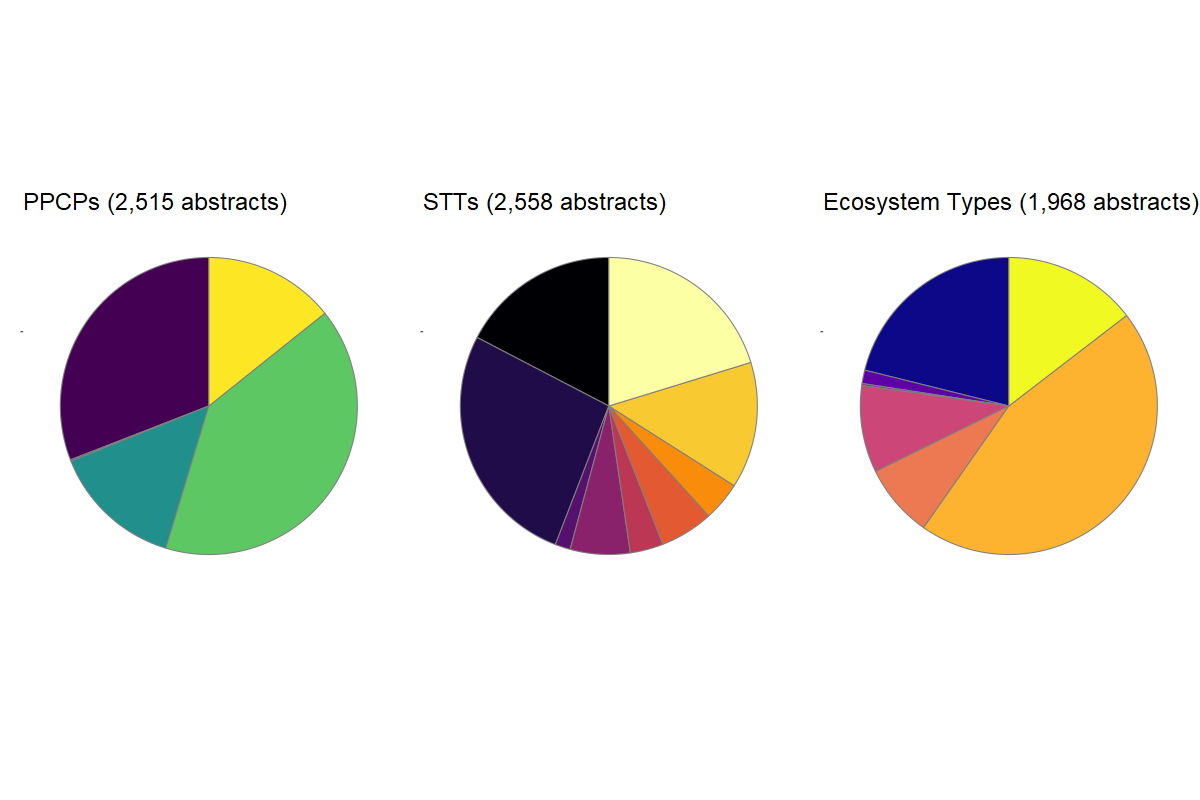 PPCPs (2,515 abstracts)
STTs (2,558 abstracts)
Ecosystem Types (1,968 abstracts)